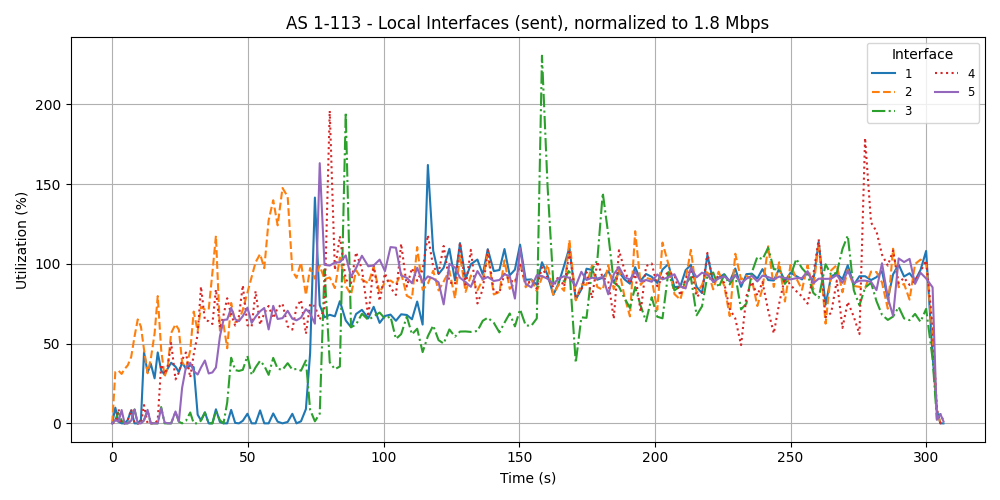 AS 1-113 - Local Interfaces (sent), normalized to 1.8 Mbps
Utilization (%)
200
150
100
50
0
0 50 100 150 200 250 300
Time (s)
Interface
1 4
2 5
3